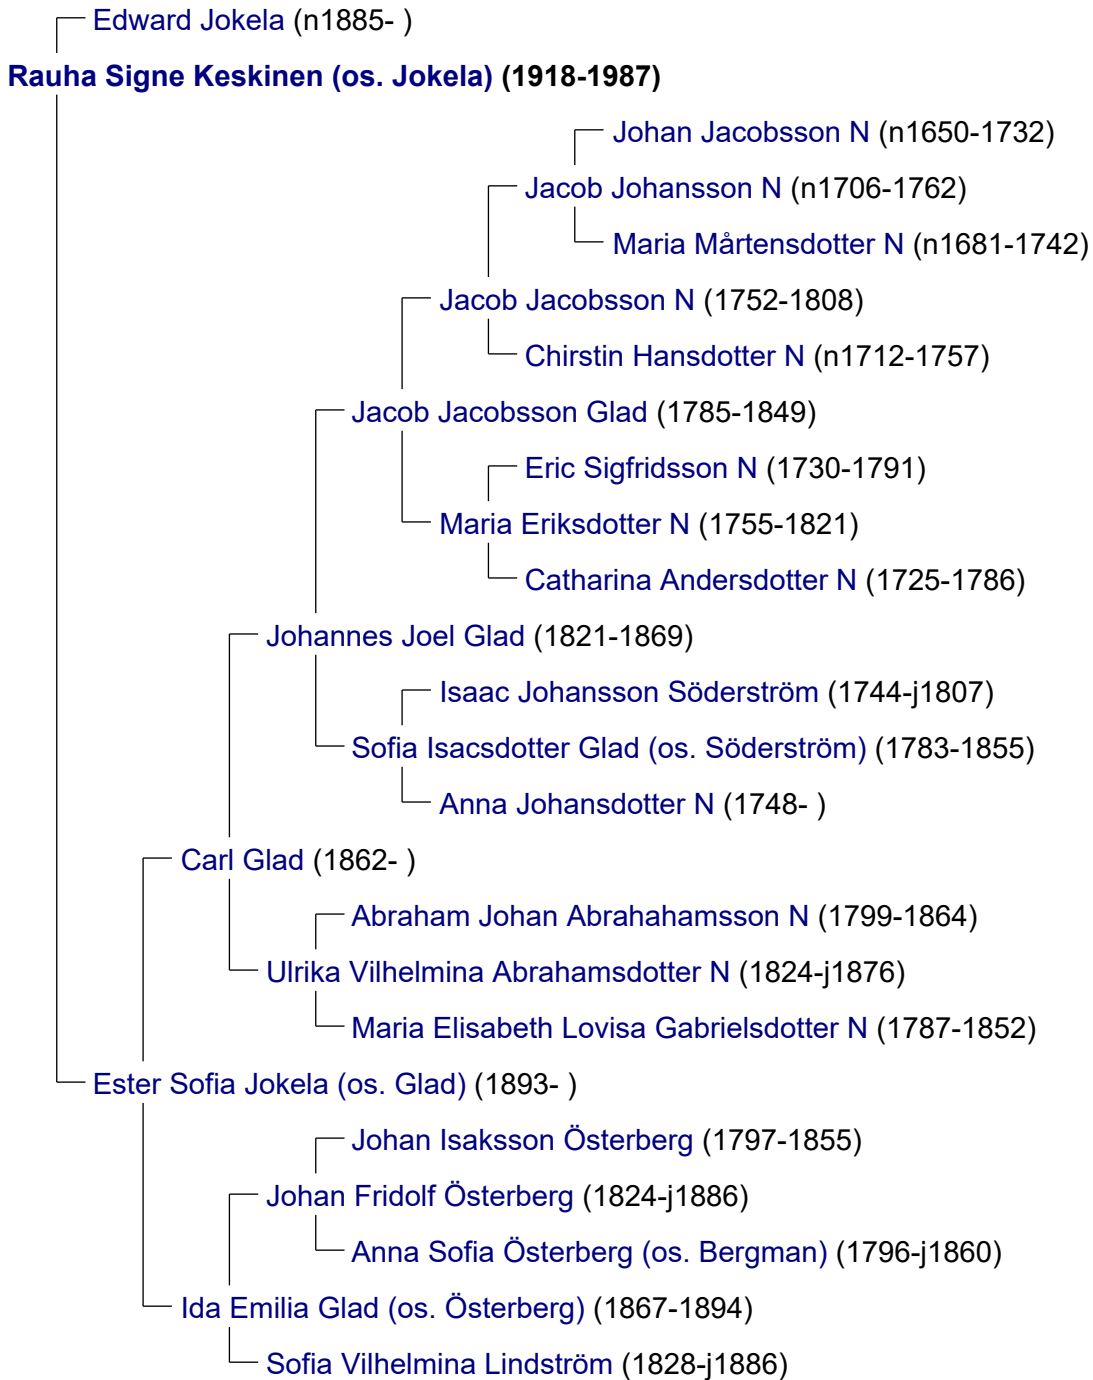 Edward Jokela (n1885- )
Rauha Signe Keskinen (os. Jokela) (1918-1987)
Johan Jacobsson N (n1650-1732)
Jacob Johansson N (n1706-1762)
Maria Mårtensdotter N (n1681-1742)
Jacob Jacobsson N (1752-1808)
Chirstin Hansdotter N (n1712-1757)
Jacob Jacobsson Glad (1785-1849)
Eric Sigfridsson N (1730-1791)
Maria Eriksdotter N (1755-1821)
Catharina Andersdotter N (1725-1786)
Johannes Joel Glad (1821-1869)
Isaac Johansson Söderström (1744-j1807)
Sofia Isacsdotter Glad (os. Söderström) (1783-1855)
Anna Johansdotter N (1748- )
Carl Glad (1862- )
Abraham Johan Abrahahamsson N (1799-1864)
Ulrika Vilhelmina Abrahamsdotter N (1824-j1876)
Maria Elisabeth Lovisa Gabrielsdotter N (1787-1852)
Ester Sofia Jokela (os. Glad) (1893- )
Johan Isaksson Österberg (1797-1855)
Johan Fridolf Österberg (1824-j1886)
Anna Sofia Österberg (os. Bergman) (1796-j1860)
Ida Emilia Glad (os. Österberg) (1867-1894)
Sofia Vilhelmina Lindström (1828-j1886)